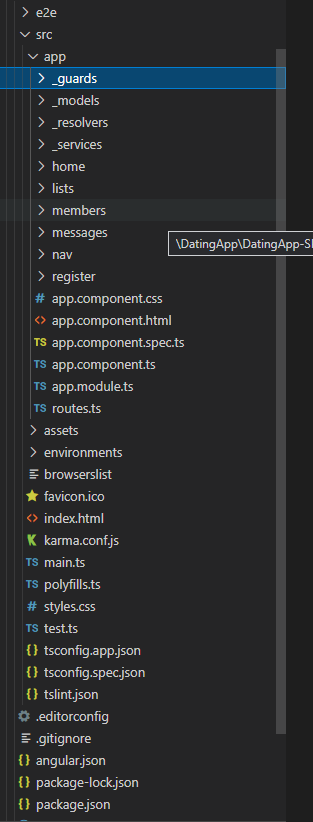 e2e
src
app
_guards
_models
_resolvers
_services
home
lists
members
messages
\DatingApp\DatingApp-S
nav
register
# app.component.css
<> app.component.html
TS app.component.spec.ts
TS app.component.ts
TS app.module.ts
TS routes.ts
assets
environments
browserslist
favicon.ico
<> index.html
K karma.conf.js
TS main.ts
TS polyfills.ts
# styles.css
TS test.ts
{} tsconfig.app.json
{} tsconfig.spec.json
{} tslint.json
.editorconfig
.gitignore
{} angular.json
{} package-lock.json
{} package.json